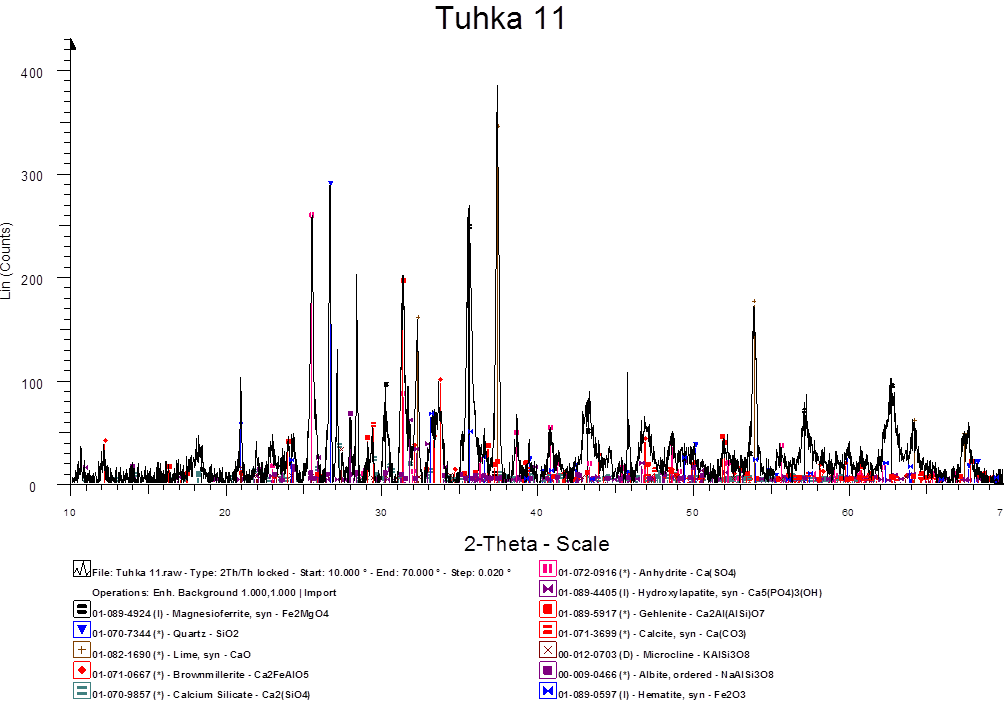 Tuhka 11
Lin (Counts)
400
300
200
100
0
10 20 30 40 50 60 7
2-Theta - Scale
File: Tuhka 11.raw - Type: 2Th/Th locked - Start: 10.000 ° - End: 70.000 ° - Step: 0.020 °
Operations: Enh. Background 1.000,1.000 | Import
01-089-4924 (I) - Magnesioferrite, syn - Fe2MgO4
01-070-7344 (*) - Quartz - SiO2
01-082-1690 (*) - Lime, syn - CaO
01-071-0667 (*) - Brownmillerite - Ca2FeAlO5
01-070-9857 (*) - Calcium Silicate - Ca2(SiO4)
01-072-0916 (*) - Anhydrite - Ca(SO4)
01-089-4405 (I) - Hydroxylapatite, syn - Ca5(PO4)3(OH)
01-089-5917 (*) - Gehlenite - Ca2Al(AlSi)O7
01-071-3699 (*) - Calcite, syn - Ca(CO3)
00-012-0703 (D) - Microcline - KAlSi3O8
00-009-0466 (*) - Albite, ordered - NaAlSi3O8
01-089-0597 (I) - Hematite, syn - Fe2O3